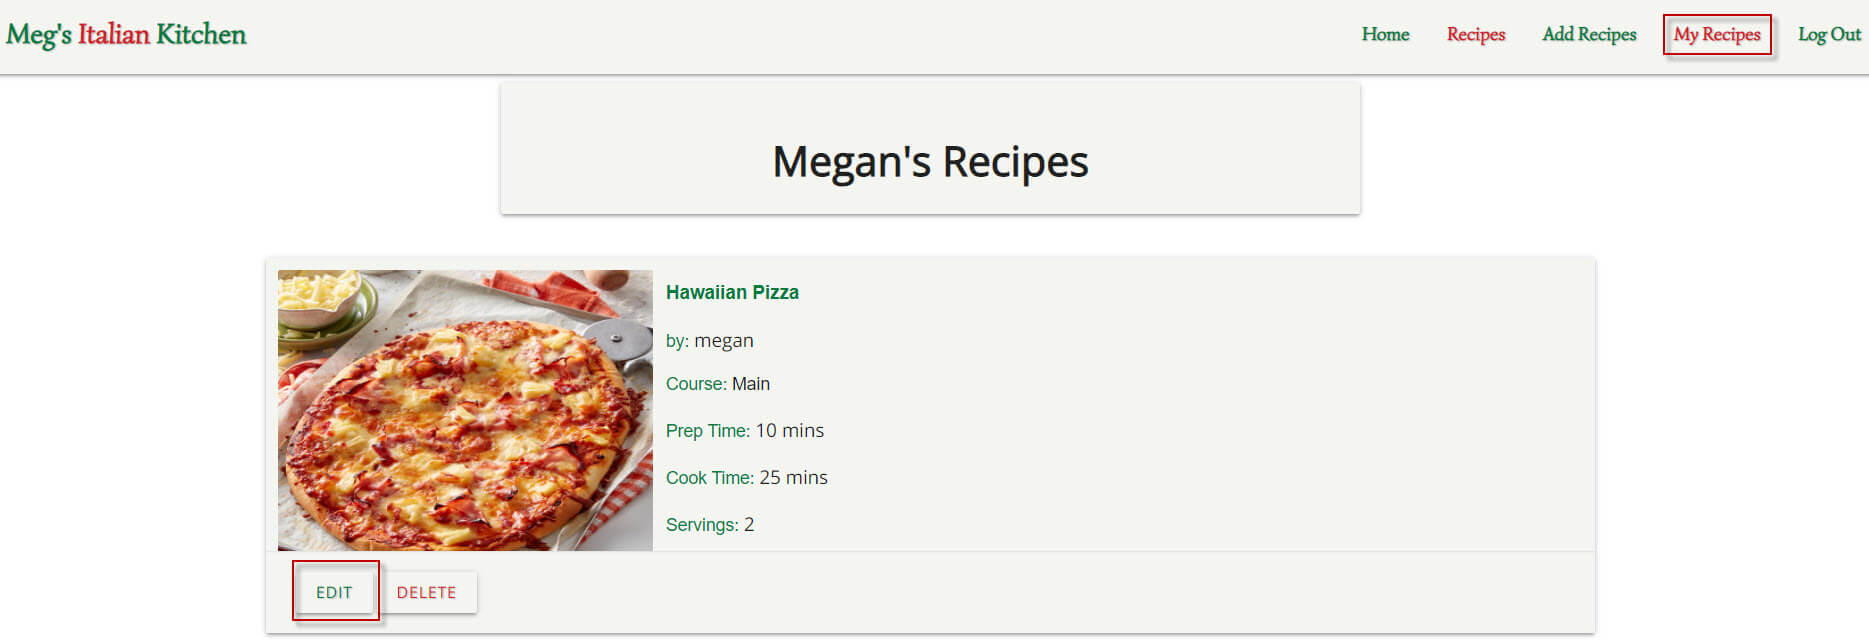 Meg's Italian Kitchen
Home Recipes Add Recipes My Recipes Log Out
Megan's Recipes
Hawaiian Pizza
by: megan
Course: Main
Prep Time: 10 mins
Cook Time: 25 mins
Servings: 2
EDIT DELETE